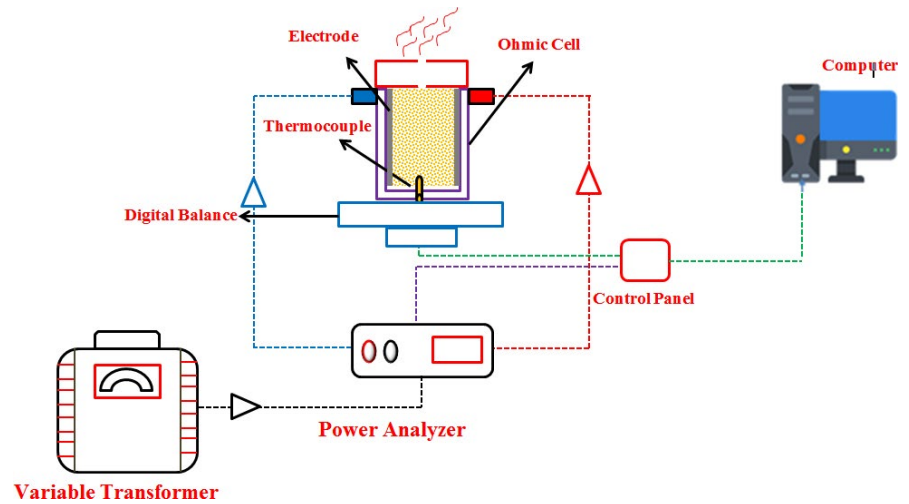 Electrode
Ohmic Cell
Computer
Thermocouple
Digital Balance
Control Panel
Power Analyzer
Variable Transformer